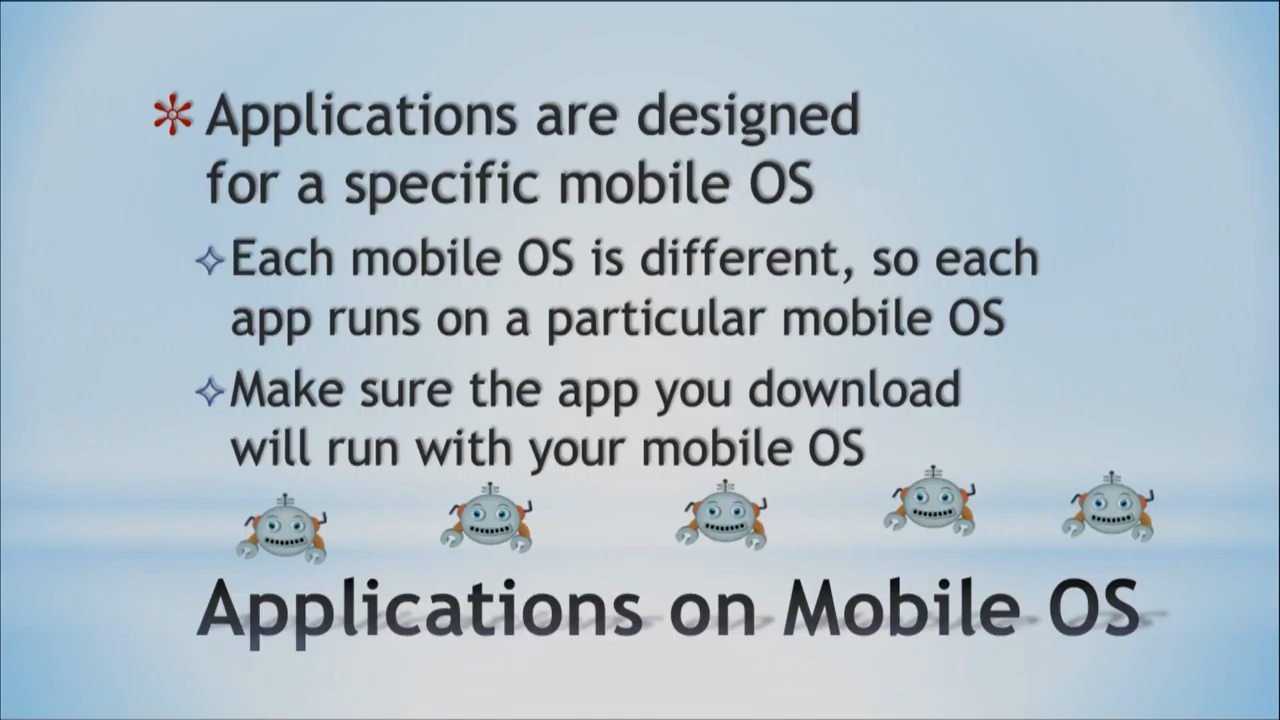 Applications are designed
for a specific mobile OS
Each mobile OS is different, so each
app runs on a particular mobile OS
Make sure the app you download
will run with your mobile OS
Applications on Mobile OS